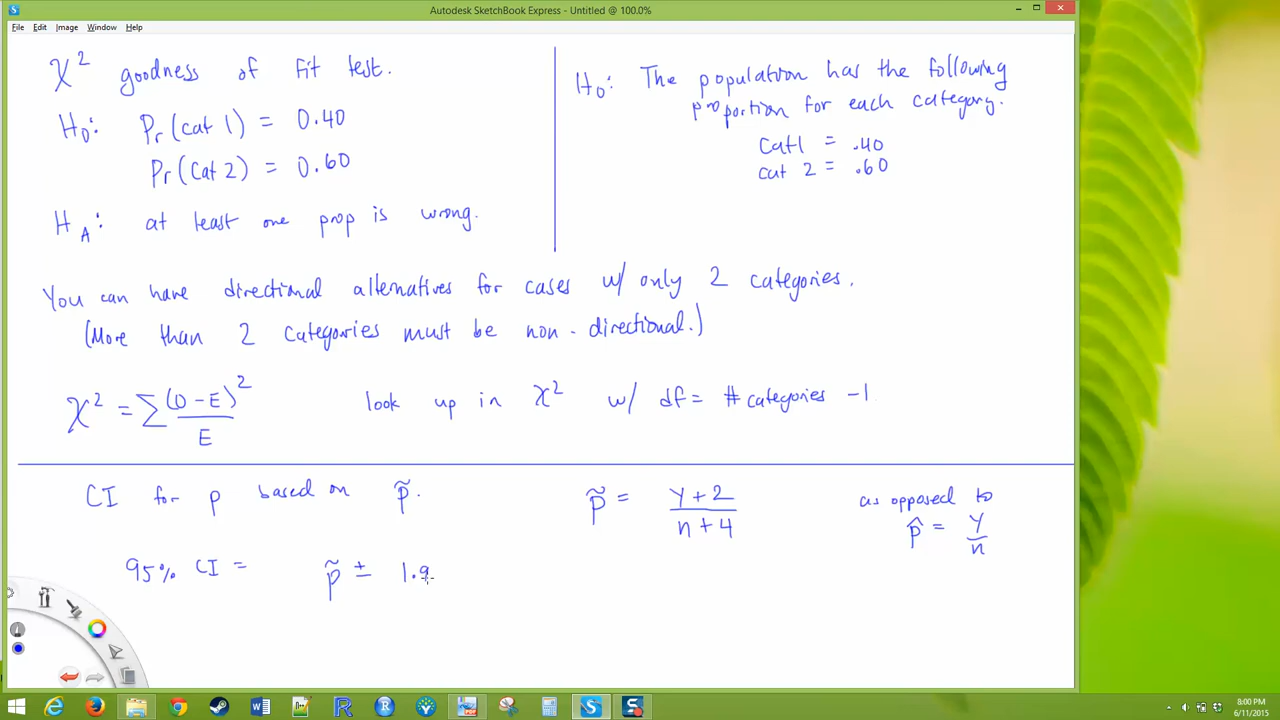 Autodesk SketchBook Express - Untitled @ 100.0%
File Edit Image Window Help
χ² goodness of fit test.
H₀: Pr(cat 1) = 0.40
Pr(Cat 2) = 0.60
H_A: at least one prop is wrong.
H₀: The population has the following
proportion for each category.
Cat1 = .40
cat 2 = .60
You can have directional alternatives for cases w/ only 2 categories.
(More than 2 categories must be non-directional.)
χ² = ∑ (O - E)² / E look up in χ² w/ df = # categories -1
CI for p based on p̃. p̃ = (y + 2) / (n + 4) as opposed to
p̂ = y / n
95% CI = p̃ ± 1.9
8:00 PM
6/11/2015